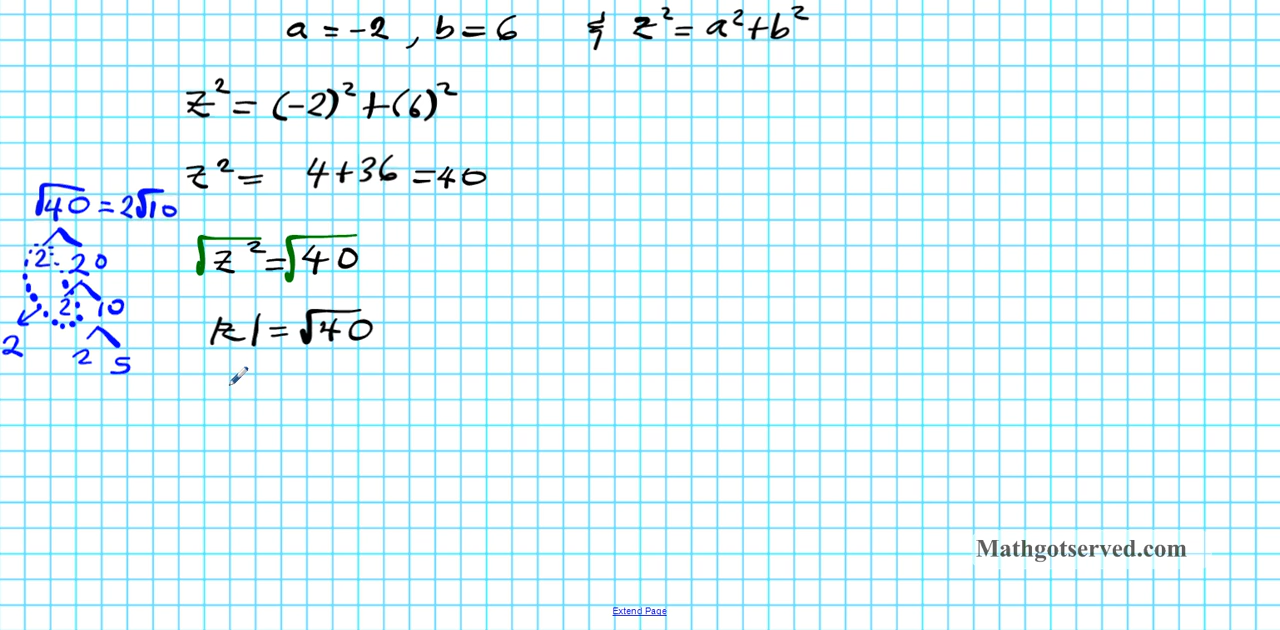 a = -2 , b = 6 & z² = a² + b²
z² = (-2)² + (6)²
z² = 4 + 36 = 40
√40 = 2√10
2 20
√z² = √40
2 10
|z| = √40
2
2 5
Mathgotserved.com
Extend Page